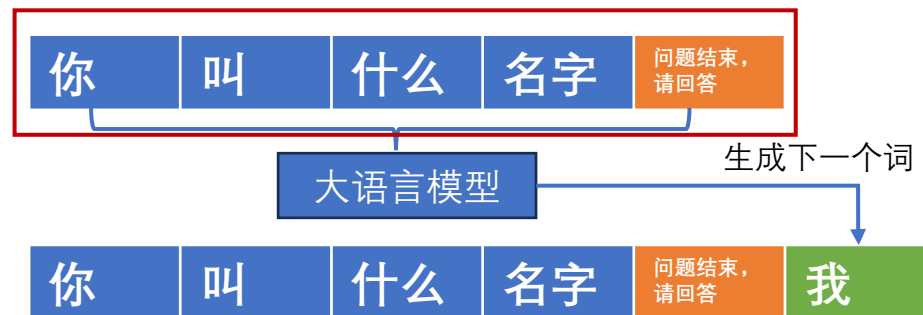 你 叫 什么 名字 问题结束，
请回答
生成下一个词
大语言模型
你 叫 什么 名字 问题结束，
请回答
我